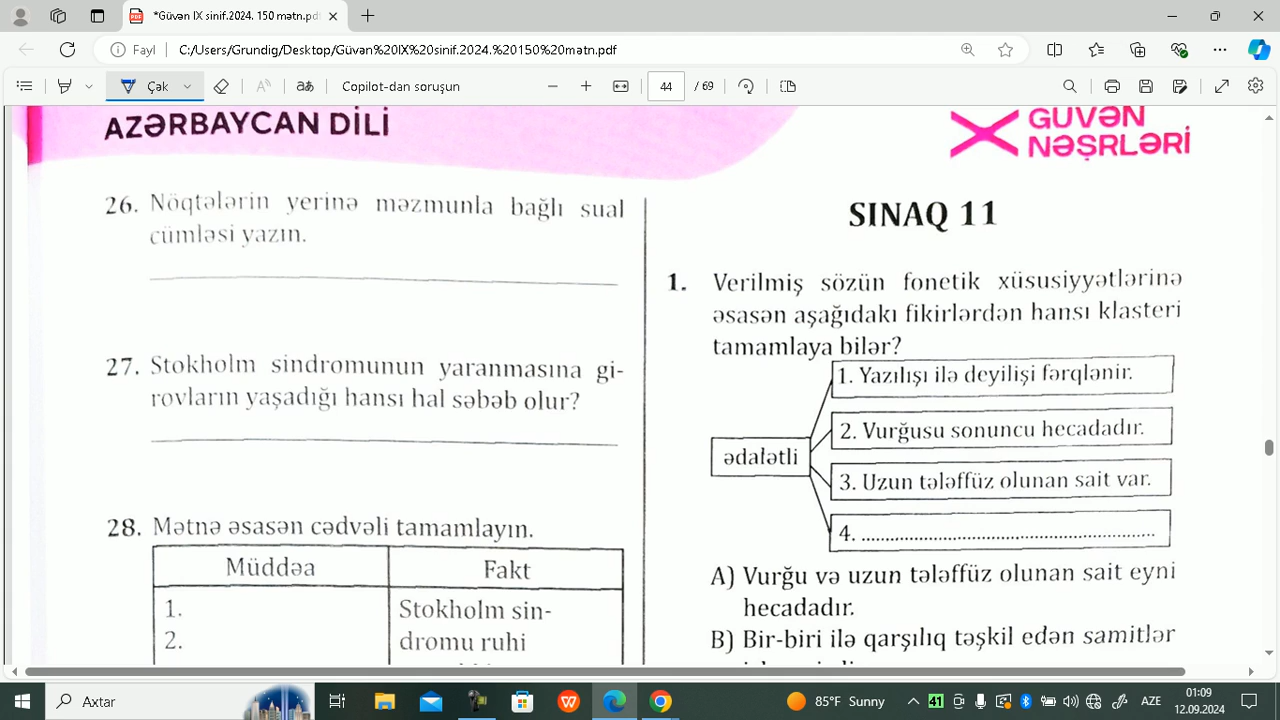 *Güvən IX sinif.2024. 150 mətn.pdf
Fayl
C:/Users/Grundig/Desktop/Güvən%20IX%20sinif.2024.%20150%20mətn.pdf
Çək
aあ
Copilot-dan soruşun
44
/ 69
AZƏRBAYCAN DİLİ
GUVƏN
NƏŞRLƏRİ
26. Nöqtələrin yerinə məzmunla bağlı sual
cümləsi yazın.
27. Stokholm sindromunun yaranmasına gi-
rovların yaşadığı hansı hal səbəb olur?
28. Mətnə əsasən cədvəli tamamlayın.
Müddəa
Fakt
1.
2.
Stokholm sin-
dromu ruhi
SINAQ 11
1. Verilmiş sözün fonetik xüsusiyyətlərinə
əsasən aşağıdakı fikirlərdən hansı klasteri
tamamlaya bilər?
ədalətli
1. Yazılışı ilə deyilişi fərqlənir.
2. Vurğusu sonuncu hecadadır.
3. Uzun tələffüz olunan sait var.
4. ....................................................
A) Vurğu və uzun tələffüz olunan sait eyni
hecadadır.
B) Bir-biri ilə qarşılıq təşkil edən samitlər
Axtar
85°F Sunny
41
AZE
01:09
12.09.2024